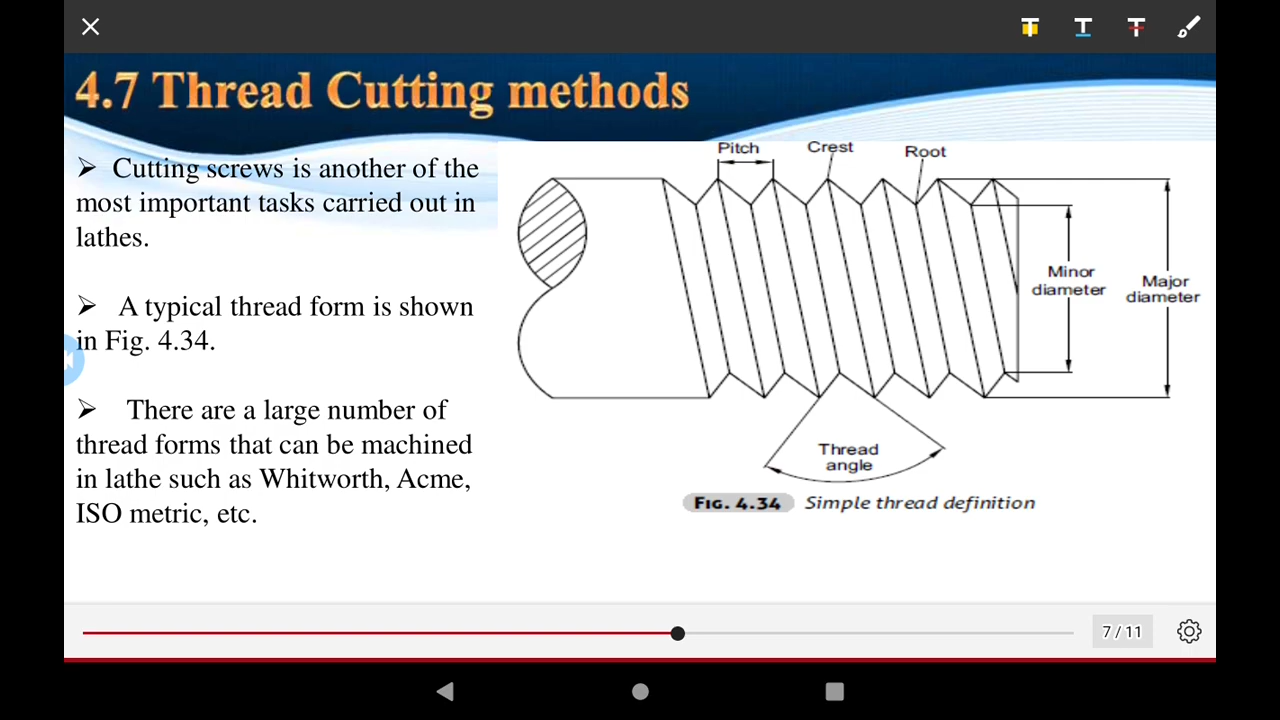 4.7 Thread Cutting methods
➢ Cutting screws is another of the
most important tasks carried out in
lathes.
➢ A typical thread form is shown
in Fig. 4.34.
➢ There are a large number of
thread forms that can be machined
in lathe such as Whitworth, Acme,
ISO metric, etc.
Pitch
Crest
Root
Minor
diameter
Major
diameter
Thread
angle
FIG. 4.34 Simple thread definition
7 / 11